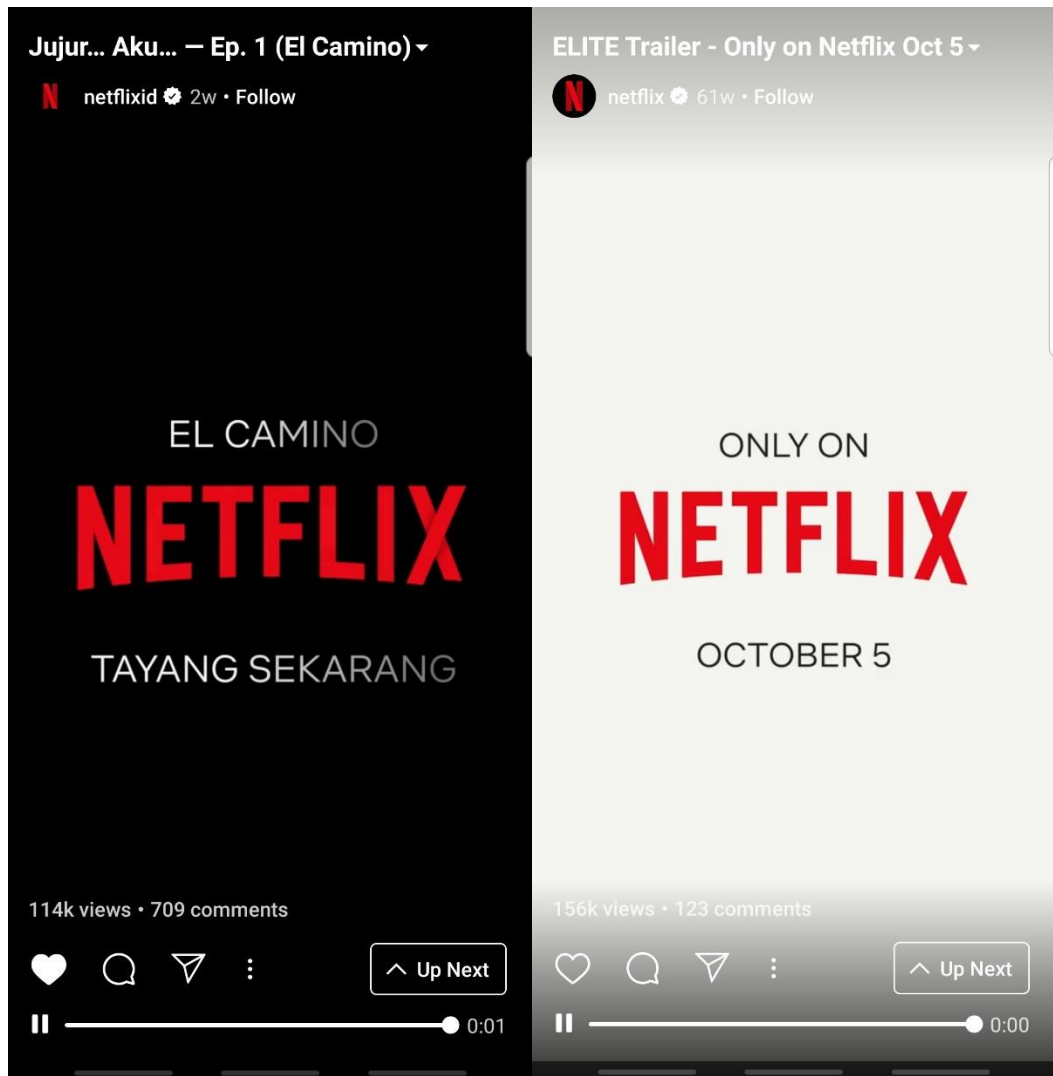 Jujur... Aku... — Ep. 1 (El Camino)
netflixid 2w • Follow
EL CAMINO
NETFLIX
TAYANG SEKARANG
114k views • 709 comments
Up Next
0:01
ELITE Trailer - Only on Netflix Oct 5
N netflix 61w • Follow
ONLY ON
NETFLIX
OCTOBER 5
156k views • 123 comments
Up Next
0:00